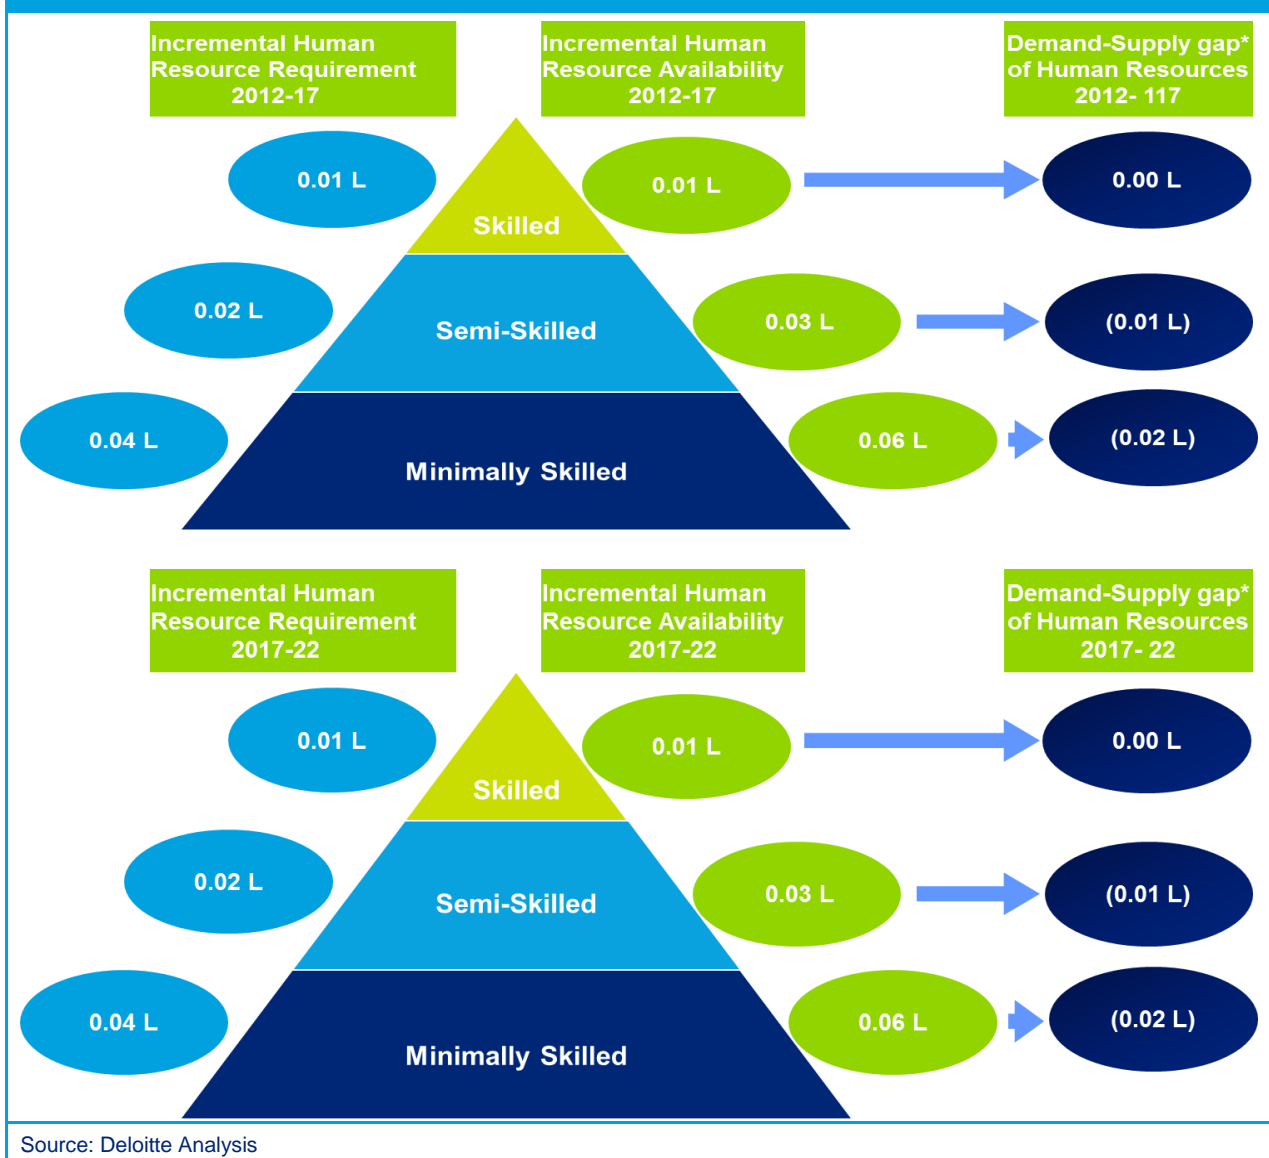 Incremental Human
Resource Requirement
2012-17
Incremental Human
Resource Availability
2012-17
Demand-Supply gap*
of Human Resources
2012- 117
0.01 L
Skilled
0.01 L
0.00 L
0.02 L
Semi-Skilled
0.03 L
(0.01 L)
0.04 L
Minimally Skilled
0.06 L
(0.02 L)
Incremental Human
Resource Requirement
2017-22
Incremental Human
Resource Availability
2017-22
Demand-Supply gap*
of Human Resources
2017- 22
0.01 L
Skilled
0.01 L
0.00 L
0.02 L
Semi-Skilled
0.03 L
(0.01 L)
0.04 L
Minimally Skilled
0.06 L
(0.02 L)
Source: Deloitte Analysis